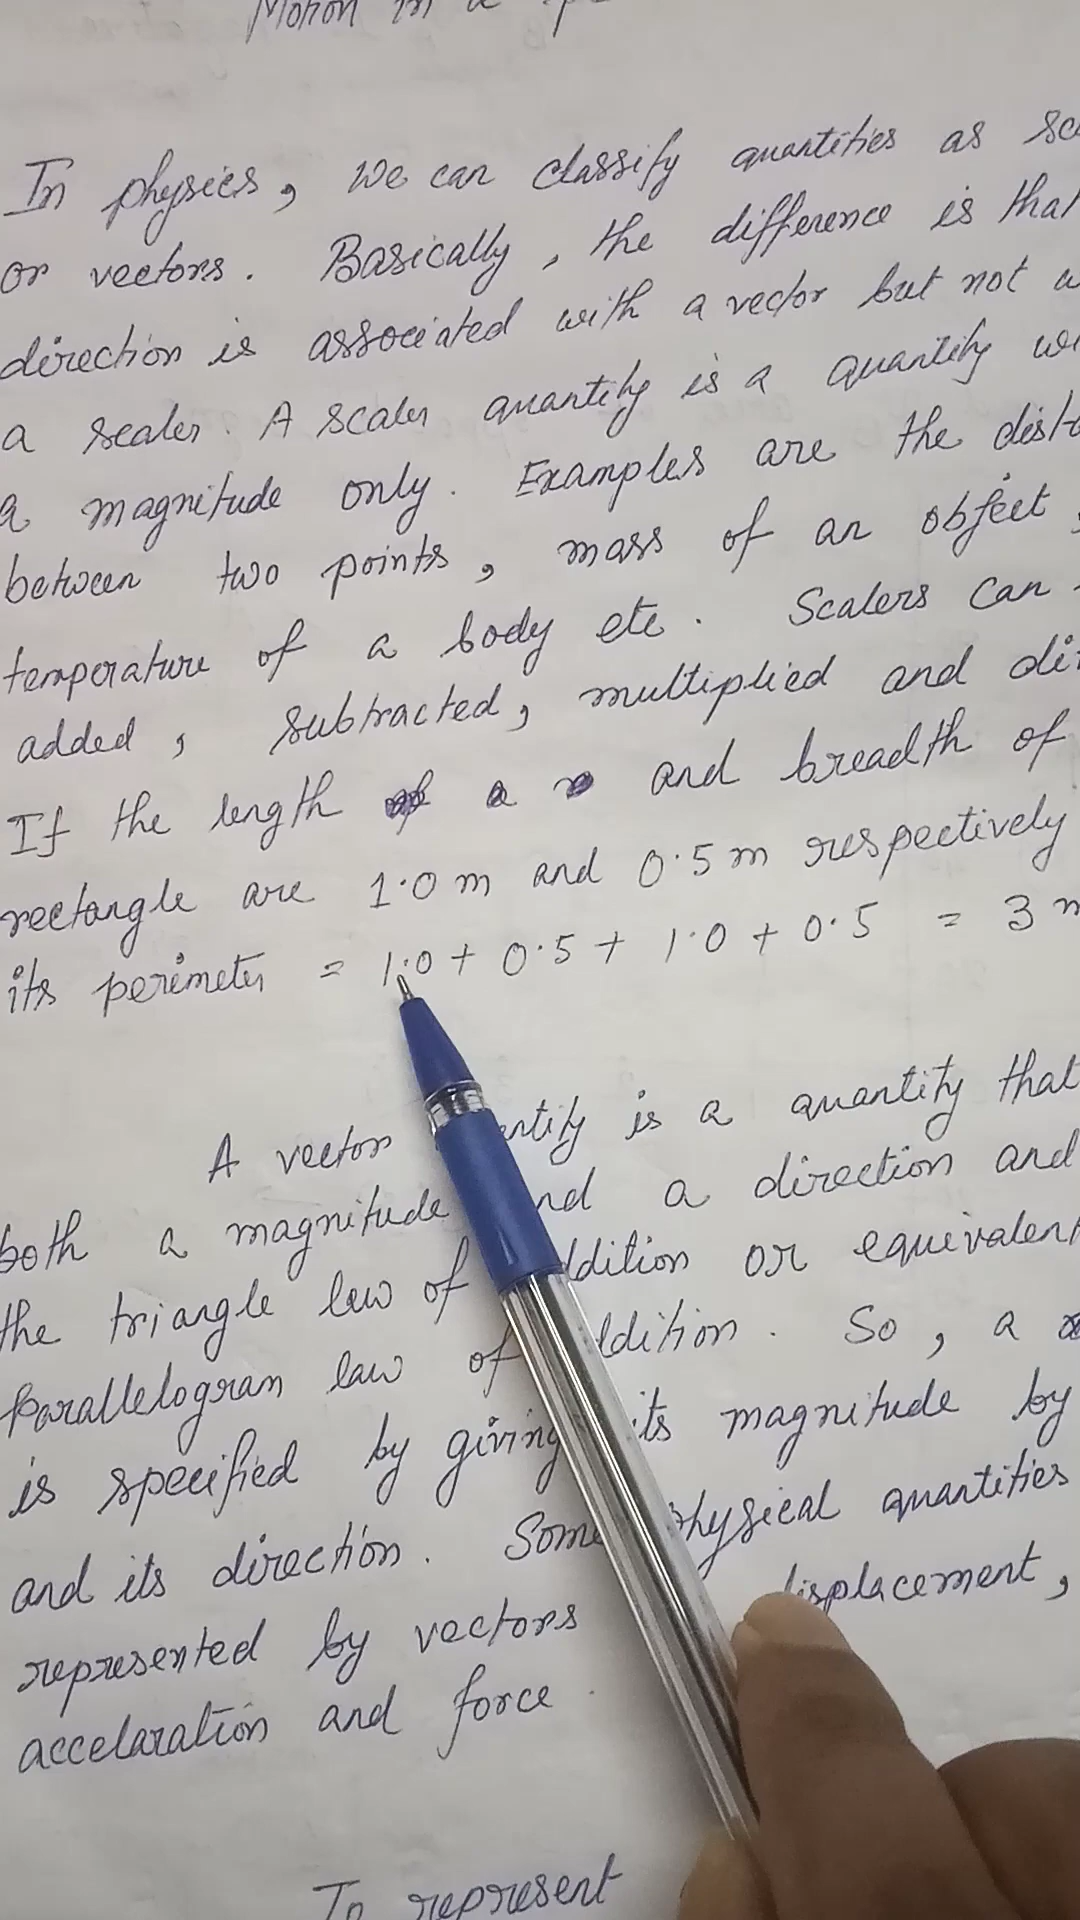 Motion in a
In physics, we can classify quantities as
or vectors. Basically, the difference is that
direction is associated with a vector but not
a scaler. A scaler quantity is a quantity
a magnitude only. Examples are the
between two points, mass of an object,
temperature of a body etc. Scalers can
added, subtracted, multiplied and
If the length and breadth of
rectangle are 1.0 m and 0.5 m respectively
its perimeter = 1.0 + 0.5 + 1.0 + 0.5 = 3 m
A vector is a quantity that
both a magnitude a direction and
the triangle law of or equivalent
parallelogram law of So, a
is specified by giving its magnitude by
and its direction. Some physical quantities
represented by vectors displacement,
accelaration and force.
To represent